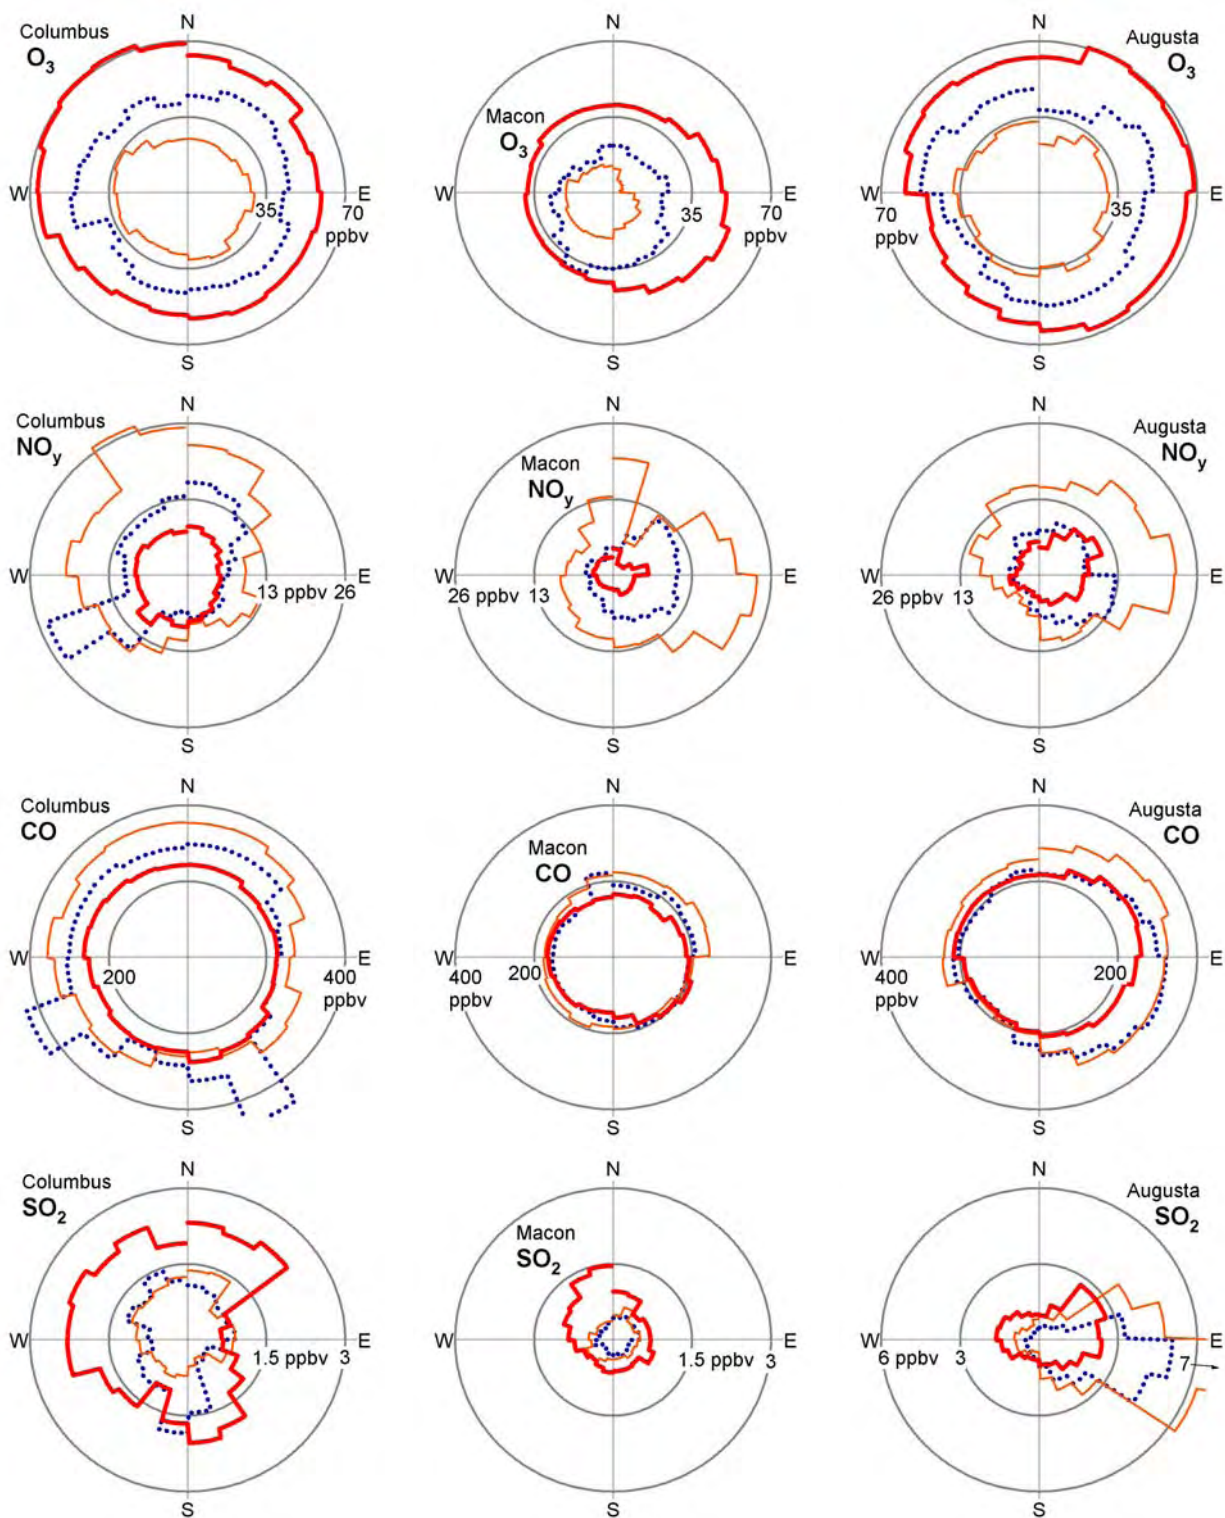 N
Columbus
O3
W
E
35
70
ppbv
S
N
Macon
O3
W
E
35
70
ppbv
S
N
Augusta
O3
W
E
70
ppbv
35
S
N
Columbus
NOy
W
E
13 ppbv 26
S
N
Macon
NOy
W
E
26 ppbv 13
S
N
Augusta
NOy
W
E
26 ppbv 13
S
N
Columbus
CO
W
E
200
400
ppbv
S
N
Macon
CO
W
E
400
ppbv
200
S
N
Augusta
CO
W
E
400
ppbv
200
S
N
Columbus
SO2
W
E
1.5 ppbv 3
S
N
Macon
SO2
W
E
1.5 ppbv 3
S
N
Augusta
SO2
W
E
6 ppbv 3
7
S